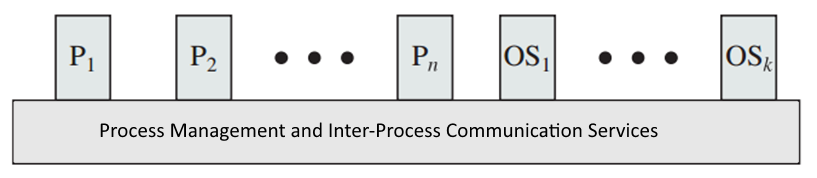 P1 P2 • • • Pn OS1 • • • OSk
Process Management and Inter-Process Communication Services